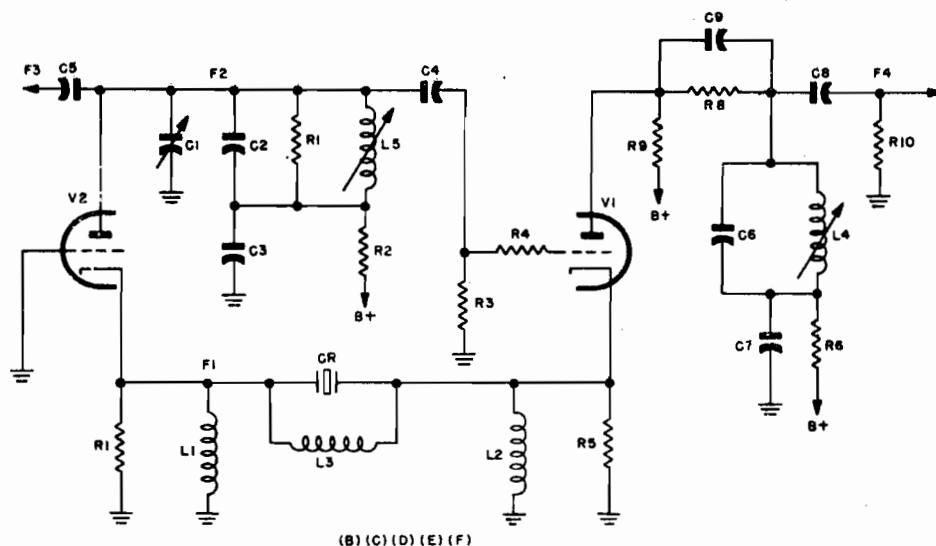 C9
F3
C5
F2
C4
C8
F4
R8
C1
C2
R1
L5
R9
R10
V2
B+
V1
C3
R2
R4
C6
L4
B+
R3
C7
R6
F1
CR
B+
R1
L1
L3
L2
R5
(B)(C)(D)(E)(F)